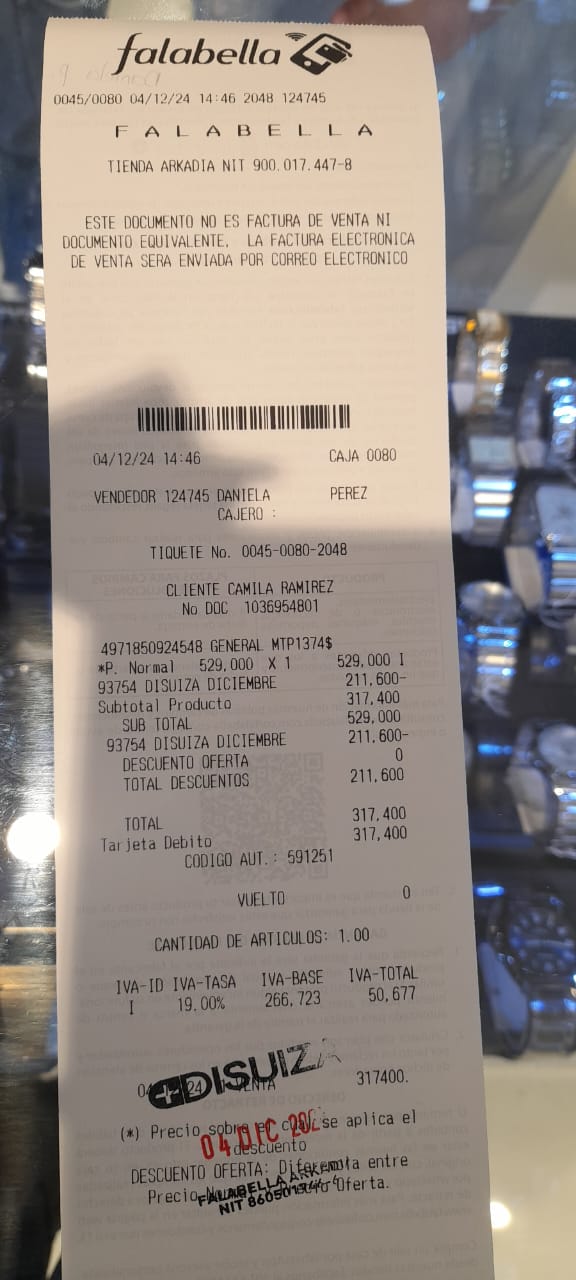 falabella
0045/0080 04/12/24 14:46 2048 124745
F A L A B E L L A
TIENDA ARKADIA NIT 900.017.447-8
ESTE DOCUMENTO NO ES FACTURA DE VENTA NI
DOCUMENTO EQUIVALENTE. LA FACTURA ELECTRONICA
DE VENTA SERA ENVIADA POR CORREO ELECTRONICO
04/12/24 14:46 CAJA 0080
VENDEDOR 124745 DANIELA PEREZ
CAJERO :
TIQUETE No. 0045-0080-2048
CLIENTE CAMILA RAMIREZ
No DOC 1036954801
4971850924548 GENERAL MTP1374$
*P. Normal 529,000 X 1 529,000 I
93754 DISUIZA DICIEMBRE 211,600-
Subtotal Producto 317,400
SUB TOTAL 529,000
93754 DISUIZA DICIEMBRE 211,600-
DESCUENTO OFERTA 0
TOTAL DESCUENTOS 211,600
TOTAL 317,400
Tarjeta Debito 317,400
CODIGO AUT.: 591251
VUELTO 0
CANTIDAD DE ARTICULOS: 1.00
IVA-ID IVA-TASA IVA-BASE IVA-TOTAL
I 19.00% 266,723 50,677
DISUIZA
317400.
(*) Precio sobre el cual se aplica el
04 DIC
descuento
DESCUENTO OFERTA: Diferencia entre
FALABELLA
Precio Oferta.
NIT